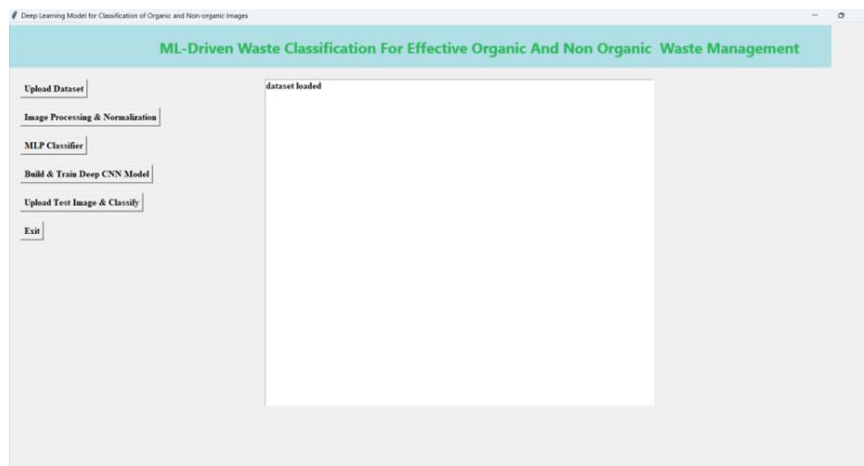 Deep Learning Model for Classification of Organic and Non-organic Images
ML-Driven Waste Classification For Effective Organic And Non Organic Waste Management
Upload Dataset
dataset loaded
Image Processing & Normalization
MLP Classifier
Build & Train Deep CNN Model
Upload Test Image & Classify
Exit